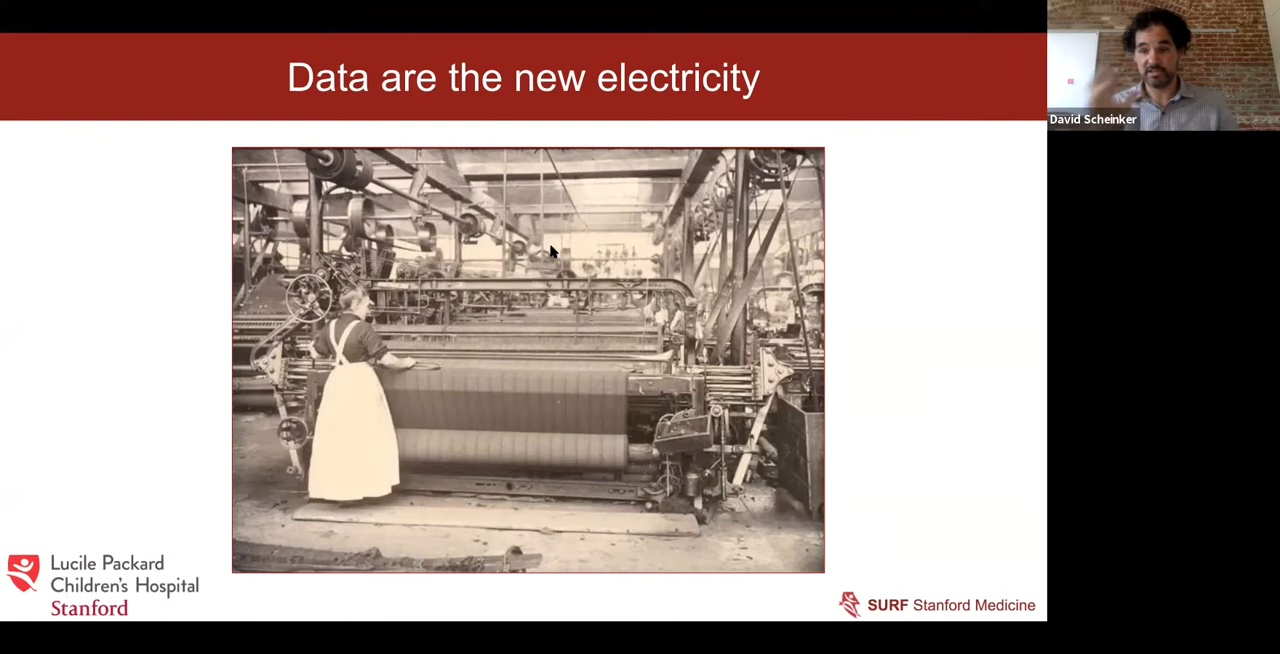 Data are the new electricity
David Scheinker
Lucile Packard
Children's Hospital
Stanford
SURF Stanford Medicine